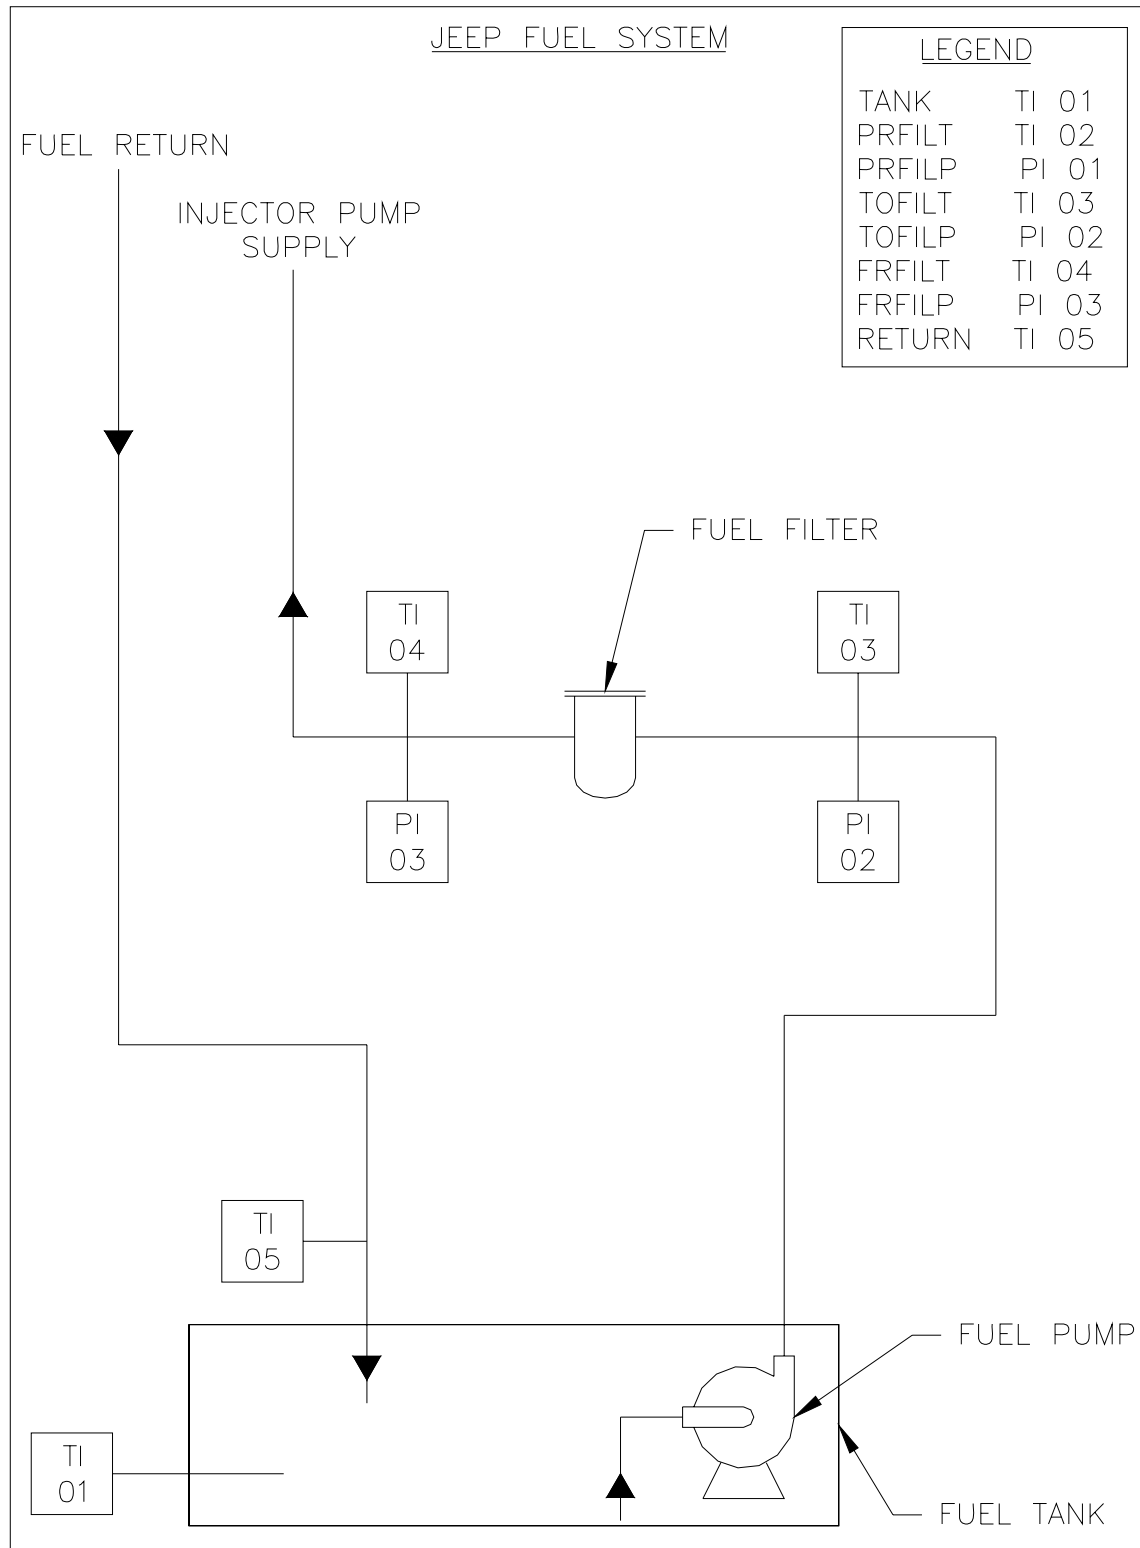 JEEP FUEL SYSTEM
LEGEND
TANK TI 01
PRFILT TI 02
PRFILP PI 01
TOFILT TI 03
TOFILP PI 02
FRFILT TI 04
FRFILP PI 03
RETURN TI 05
FUEL RETURN
INJECTOR PUMP
SUPPLY
FUEL FILTER
TI
04
TI
03
PI
03
PI
02
TI
05
FUEL PUMP
TI
01
FUEL TANK